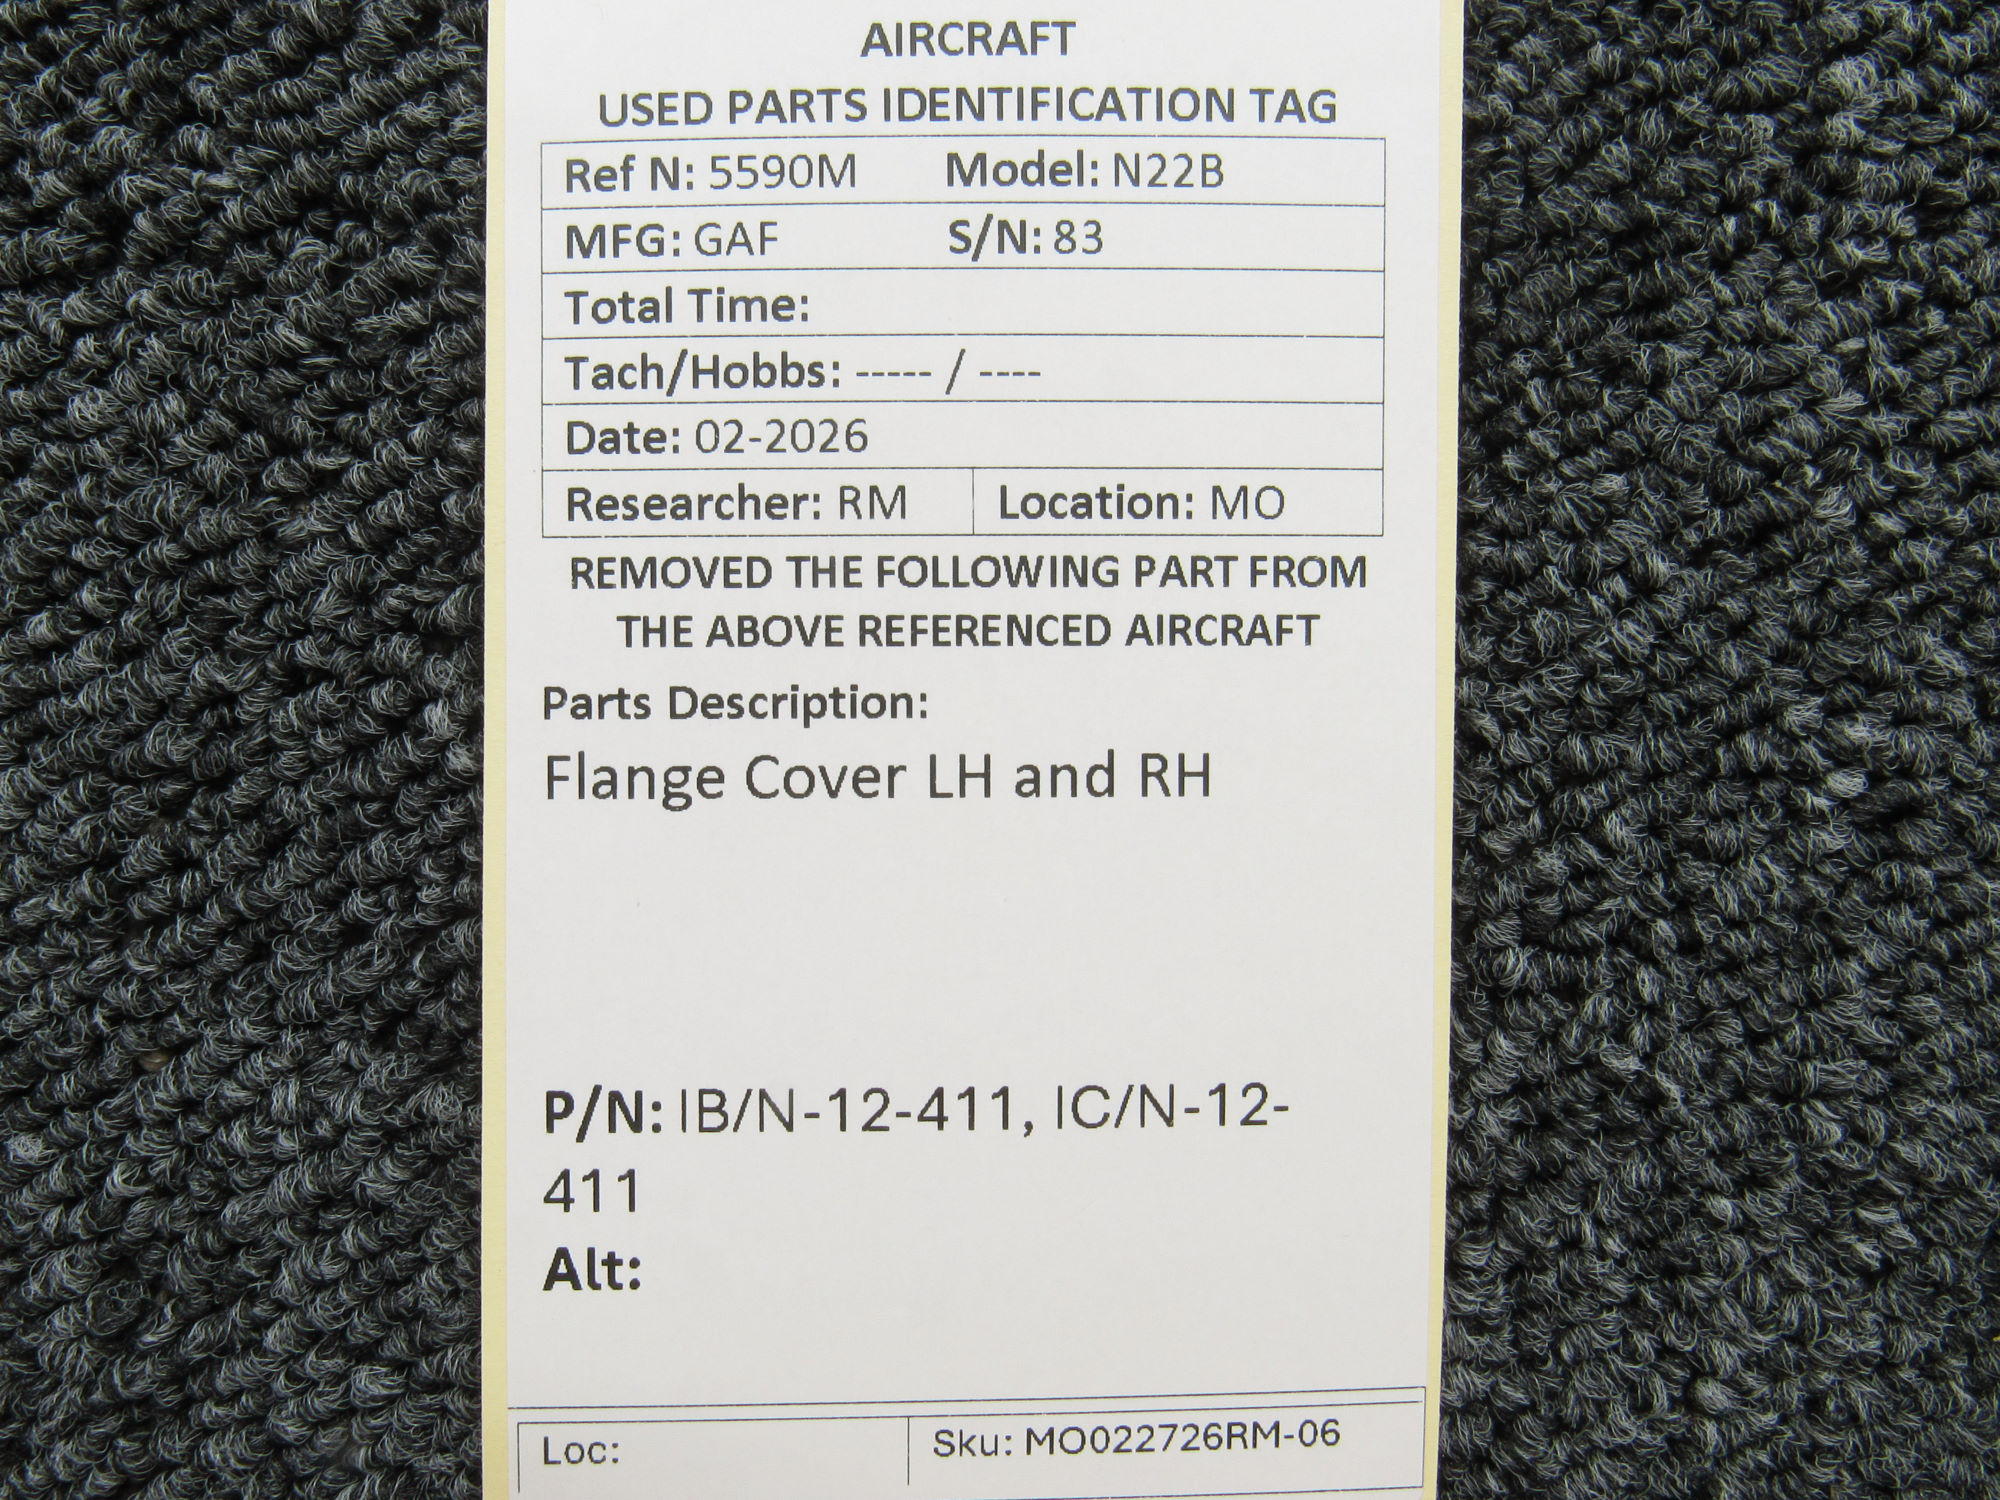 AIRCRAFT
USED PARTS IDENTIFICATION TAG
Ref N: 5590M Model: N22B
MFG: GAF S/N: 83
Total Time:
Tach/Hobbs: ----- / ----
Date: 02-2026
Researcher: RM Location: MO
REMOVED THE FOLLOWING PART FROM
THE ABOVE REFERENCED AIRCRAFT
Parts Description:
Flange Cover LH and RH
P/N: IB/N-12-411, IC/N-12-
411
Alt:
Loc: Sku: MO022726RM-06